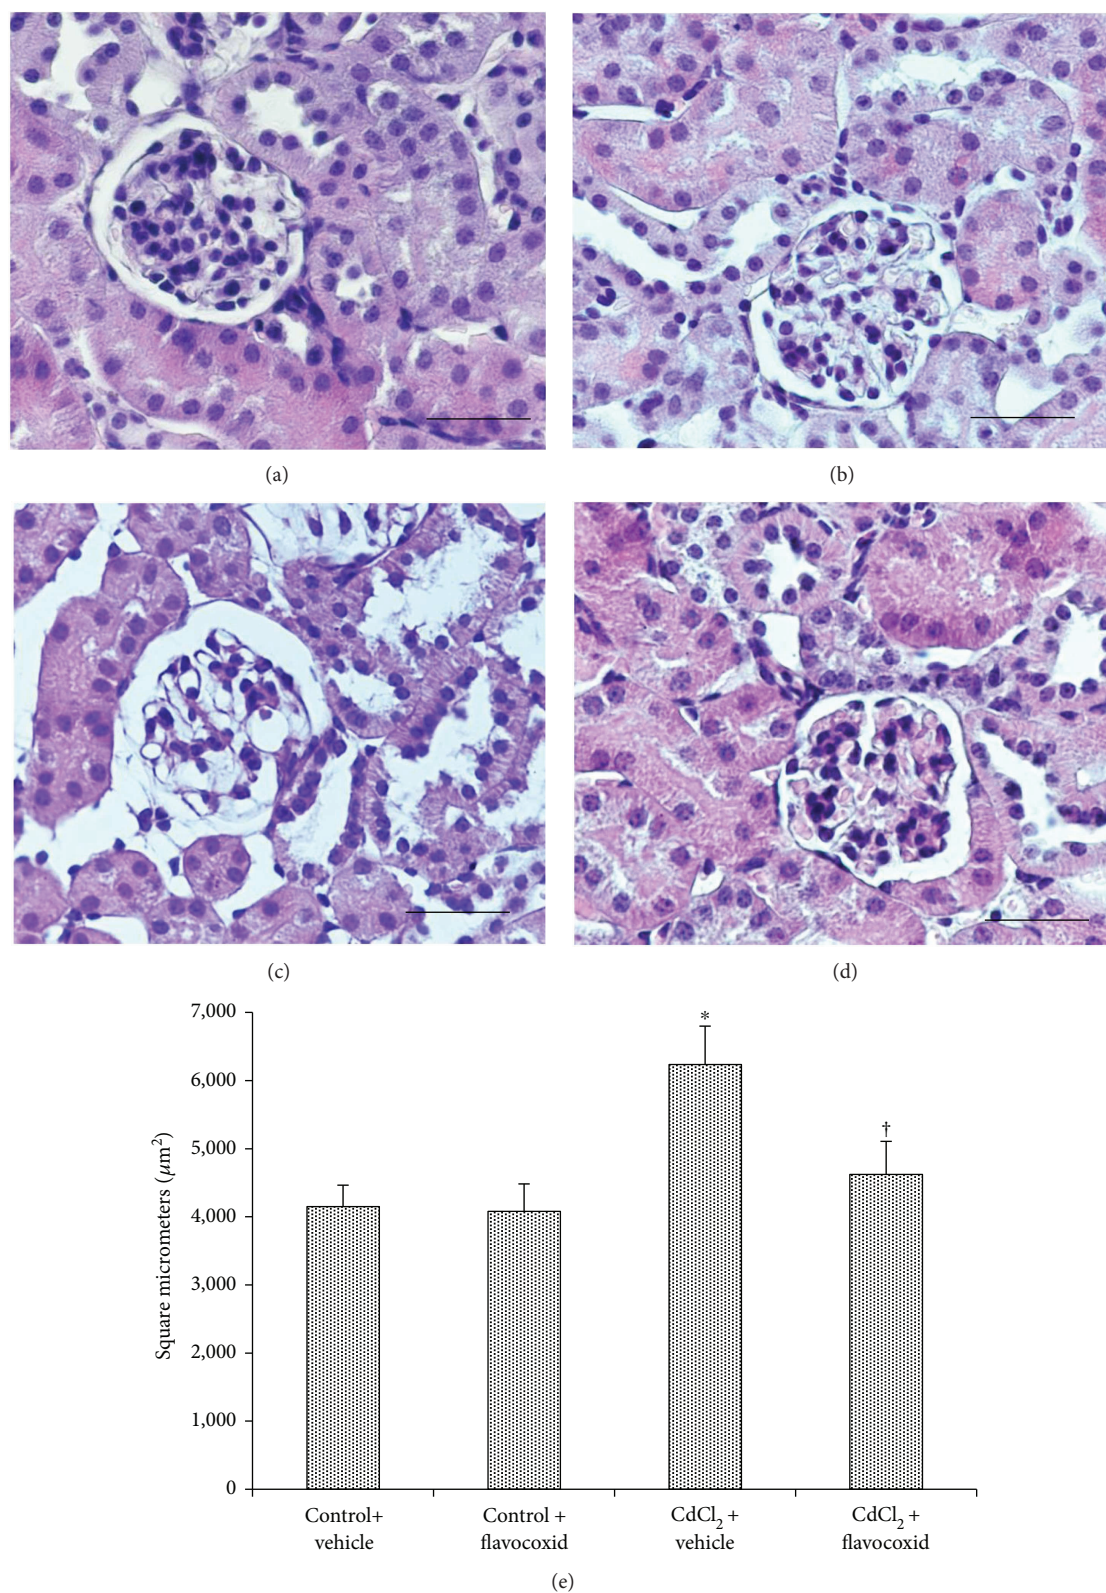 (a)
(b)
(c)
(d)
7,000
6,000
5,000
4,000
3,000
2,000
1,000
0
Square micrometers (μm²)
*
†
Control+
vehicle
Control +
flavocoxid
CdCl₂ +
vehicle
CdCl₂ +
flavocoxid
(e)